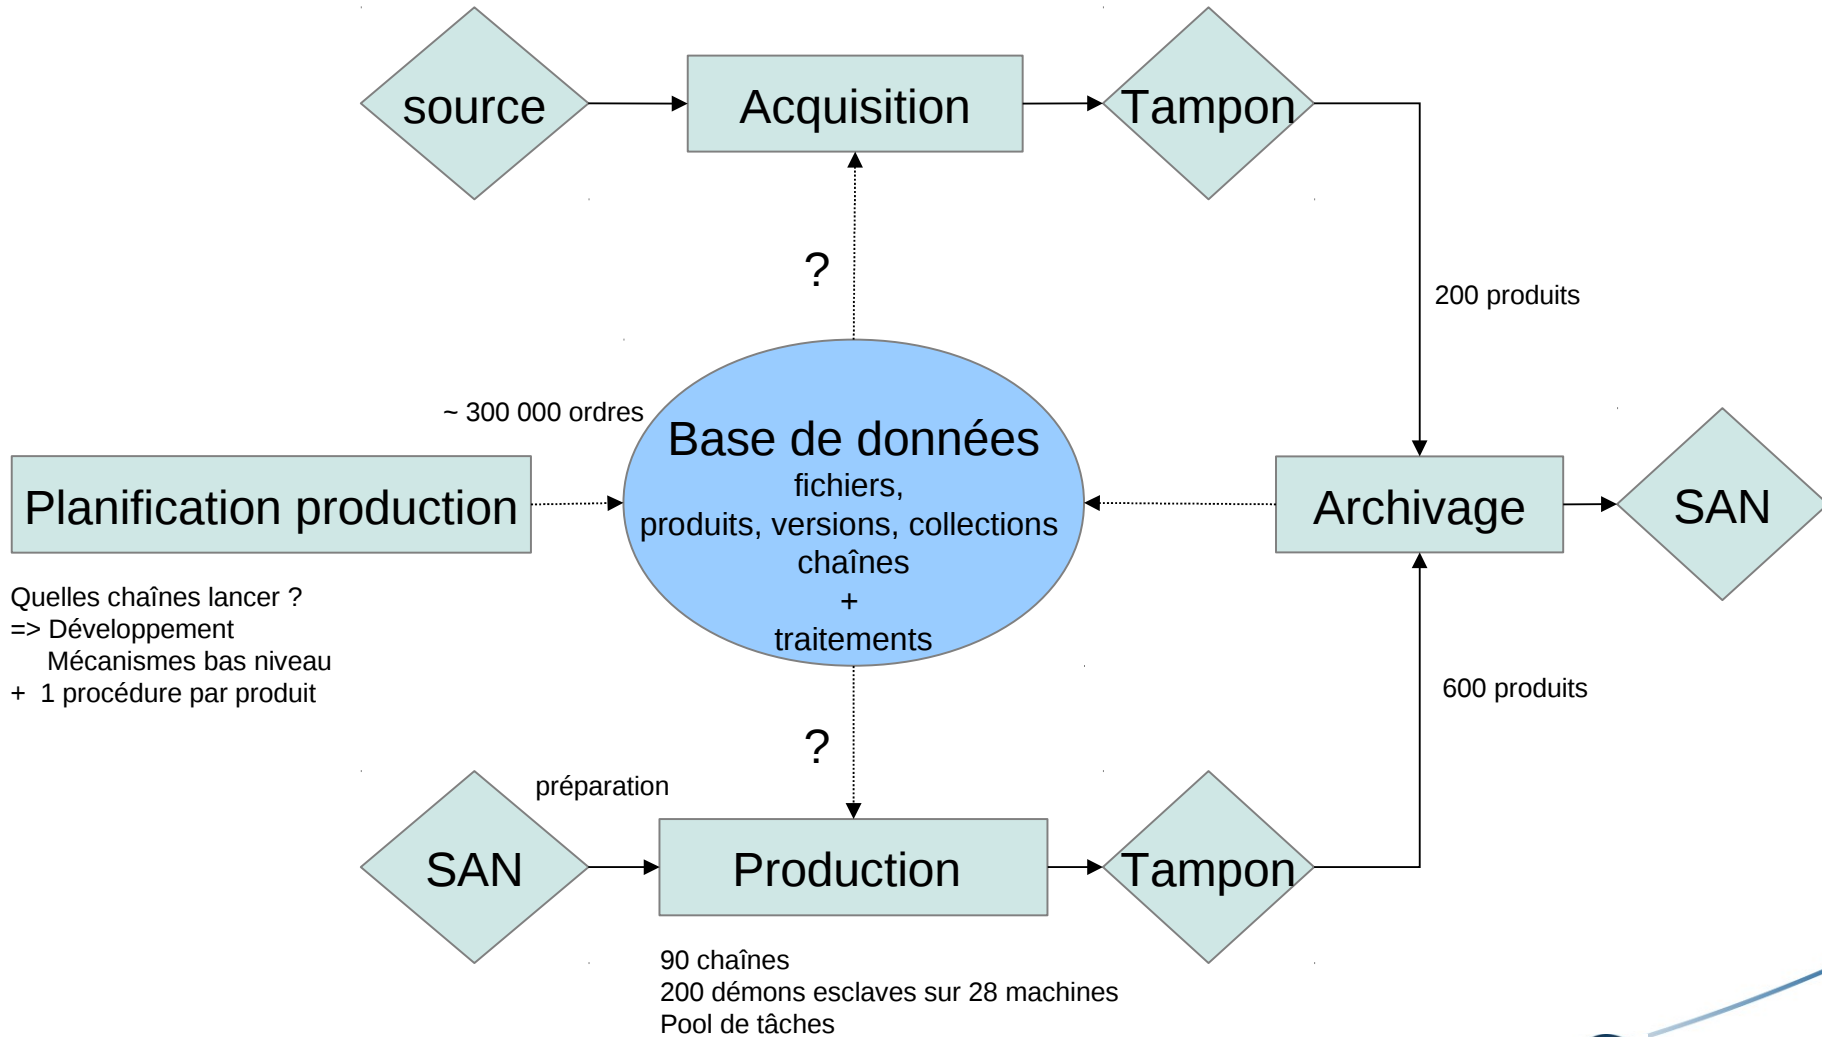 source
Acquisition
Tampon
?
200 produits
~ 300 000 ordres
Base de données
fichiers,
produits, versions, collections
chaînes
+
traitements
Planification production
Archivage
SAN
Quelles chaînes lancer ?
=> Développement
Mécanismes bas niveau
+ 1 procédure par produit
600 produits
?
préparation
SAN
Production
Tampon
90 chaînes
200 démons esclaves sur 28 machines
Pool de tâches